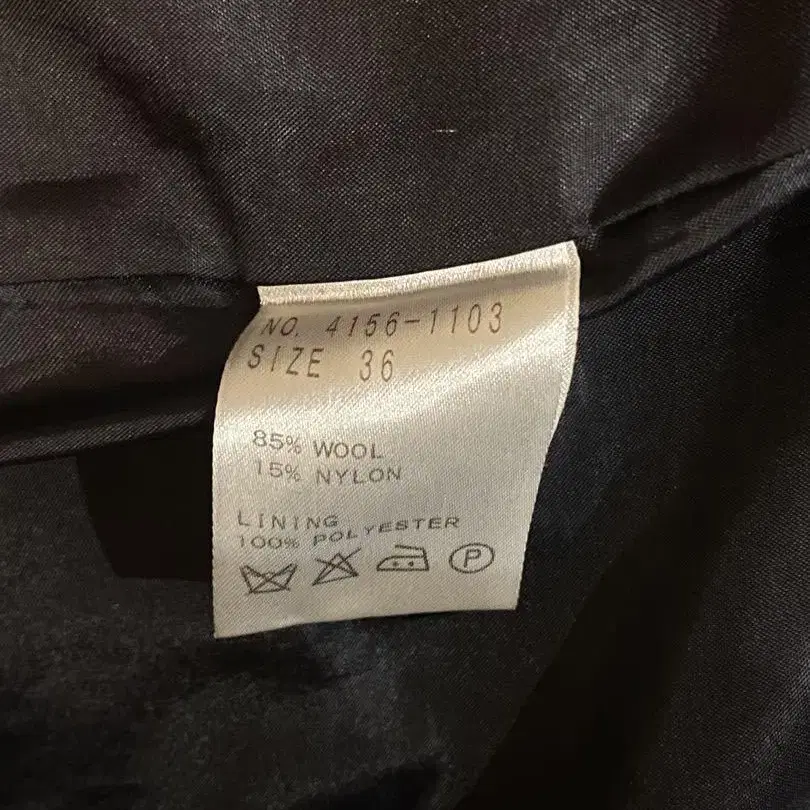 NO. 4156-1103
SIZE 36
85% WOOL
15% NYLON
LINING
100% POLYESTER
P